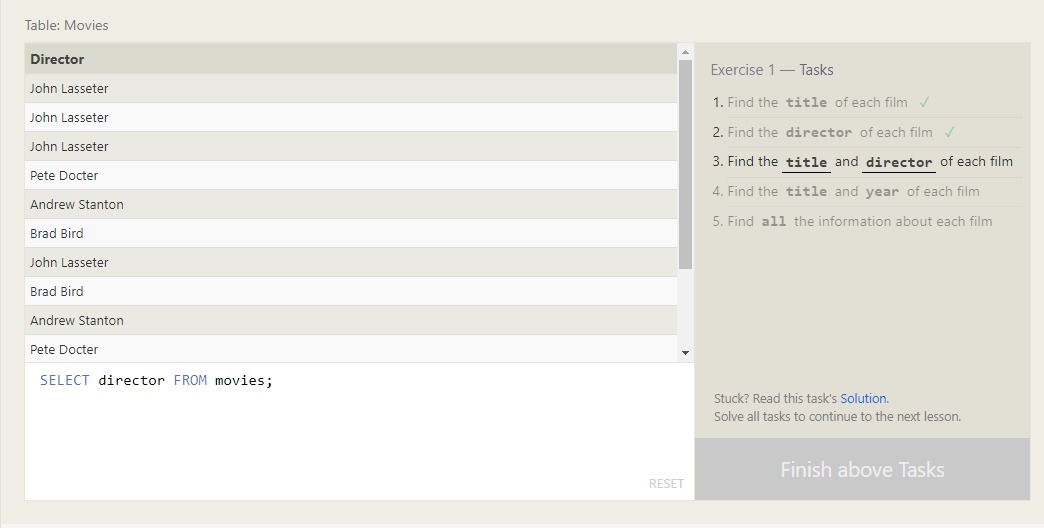 Table: Movies
Director
John Lasseter
John Lasseter
John Lasseter
Pete Docter
Andrew Stanton
Brad Bird
John Lasseter
Brad Bird
Andrew Stanton
Pete Docter
SELECT director FROM movies;
RESET
Exercise 1 — Tasks
1. Find the title of each film ✓
2. Find the director of each film ✓
3. Find the title and director of each film
4. Find the title and year of each film
5. Find all the information about each film
Stuck? Read this task's Solution.
Solve all tasks to continue to the next lesson.
Finish above Tasks